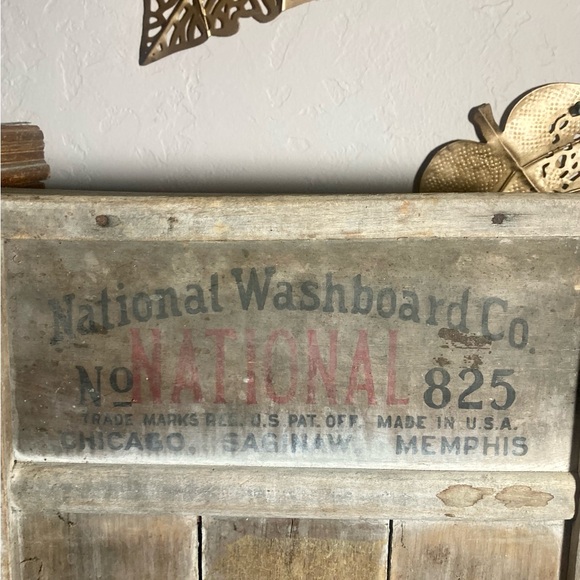 National Washboard Co.
No NATIONAL 825
TRADE MARKS REG. U.S. PAT. OFF. MADE IN U.S.A.
CHICAGO. SAGINAW. MEMPHIS